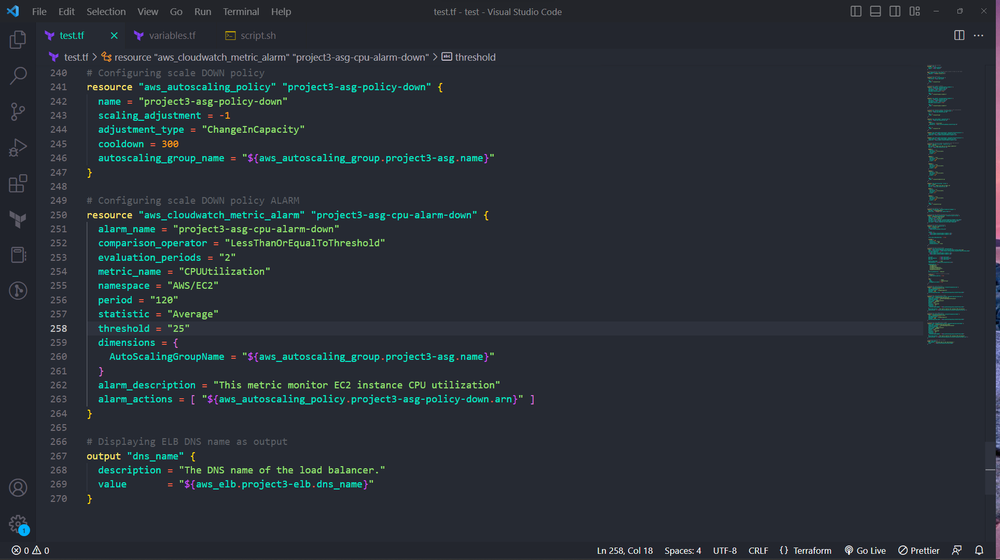 File Edit Selection View Go Run Terminal Help test.tf - test - Visual Studio Code
test.tf variables.tf script.sh
test.tf > resource "aws_cloudwatch_metric_alarm" "project3-asg-cpu-alarm-down" > abc threshold
240 # Configuring scale DOWN policy
241 resource "aws_autoscaling_policy" "project3-asg-policy-down" {
242   name = "project3-asg-policy-down"
243   scaling_adjustment = -1
244   adjustment_type = "ChangeInCapacity"
245   cooldown = 300
246   autoscaling_group_name = "${aws_autoscaling_group.project3-asg.name}"
247 }
248
249 # Configuring scale DOWN policy ALARM
250 resource "aws_cloudwatch_metric_alarm" "project3-asg-cpu-alarm-down" {
251   alarm_name = "project3-asg-cpu-alarm-down"
252   comparison_operator = "LessThanOrEqualToThreshold"
253   evaluation_periods = "2"
254   metric_name = "CPUUtilization"
255   namespace = "AWS/EC2"
256   period = "120"
257   statistic = "Average"
258   threshold = "25"
259   dimensions = {
260     AutoScalingGroupName = "${aws_autoscaling_group.project3-asg.name}"
261   }
262   alarm_description = "This metric monitor EC2 instance CPU utilization"
263   alarm_actions = [ "${aws_autoscaling_policy.project3-asg-policy-down.arn}" ]
264 }
265
266 # Displaying ELB DNS name as output
267 output "dns_name" {
268   description = "The DNS name of the load balancer."
269   value       = "${aws_elb.project3-elb.dns_name}"
270 }
1
0 0 Ln 258, Col 18 Spaces: 4 UTF-8 CRLF {} Terraform Go Live Prettier